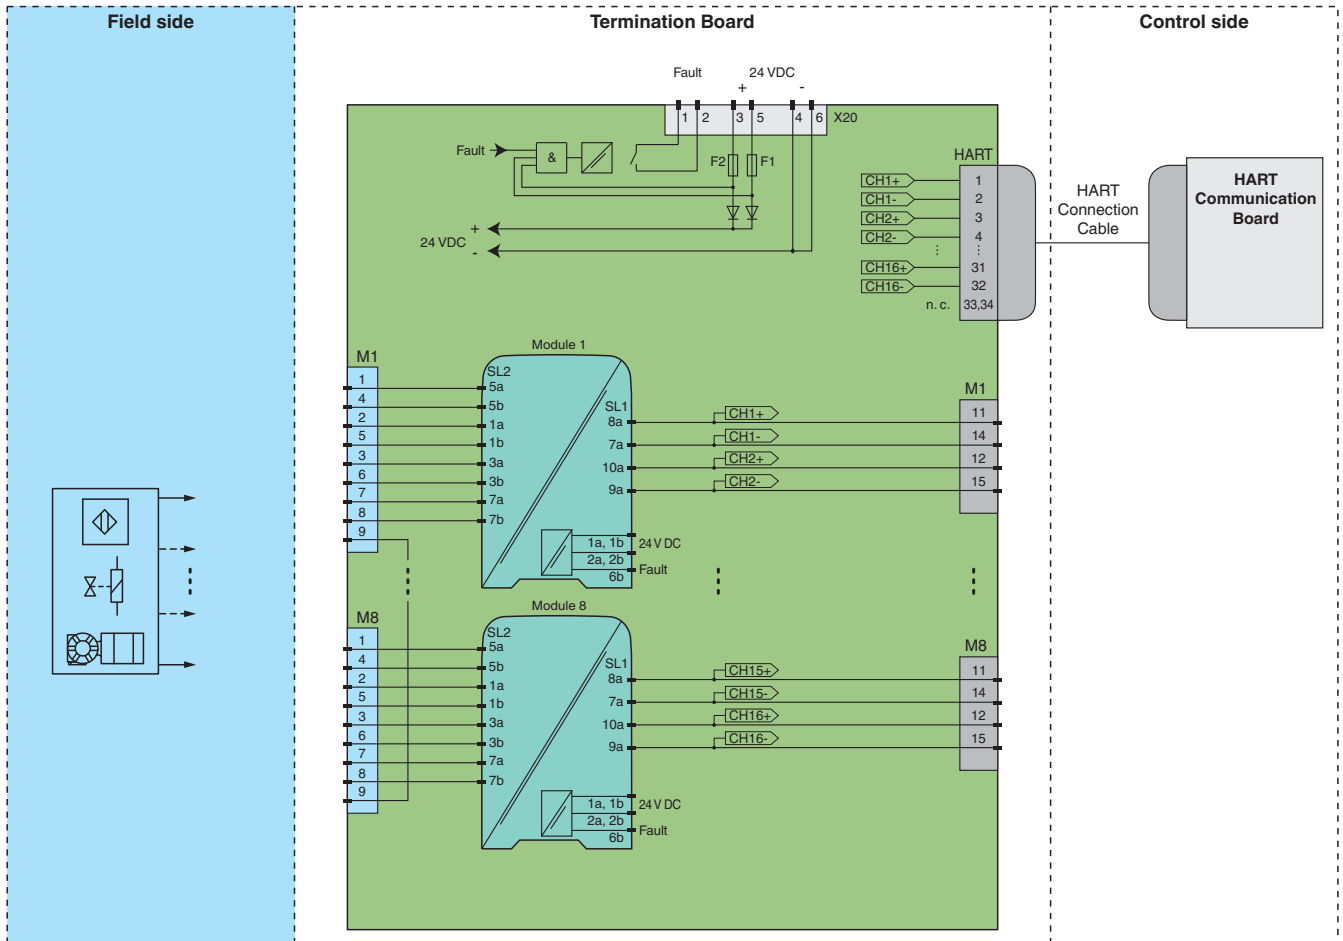 Field side
Termination Board
Control side
Fault 24 VDC
+ -
1 2 3 5 4 6 X20
Fault
&
F2 F1
+
24 VDC
-
HART
CH1+ 1
CH1- 2
CH2+ 3
CH2- 4
CH16+ 31
CH16- 32
n. c. 33,34
HART
Connection
Cable
HART
Communication
Board
Module 1
M1
1
4
2
5
3
6
7
8
9
SL2
5a
5b
1a
1b
3a
3b
7a
7b
SL1
8a
7a
10a
9a
1a, 1b
2a, 2b
6b
24 V DC
Fault
CH1+
CH1-
CH2+
CH2-
M1
11
14
12
15
Module 8
M8
1
4
2
5
3
6
7
8
9
SL2
5a
5b
1a
1b
3a
3b
7a
7b
SL1
8a
7a
10a
9a
1a, 1b
2a, 2b
6b
24 V DC
Fault
CH15+
CH15-
CH16+
CH16-
M8
11
14
12
15